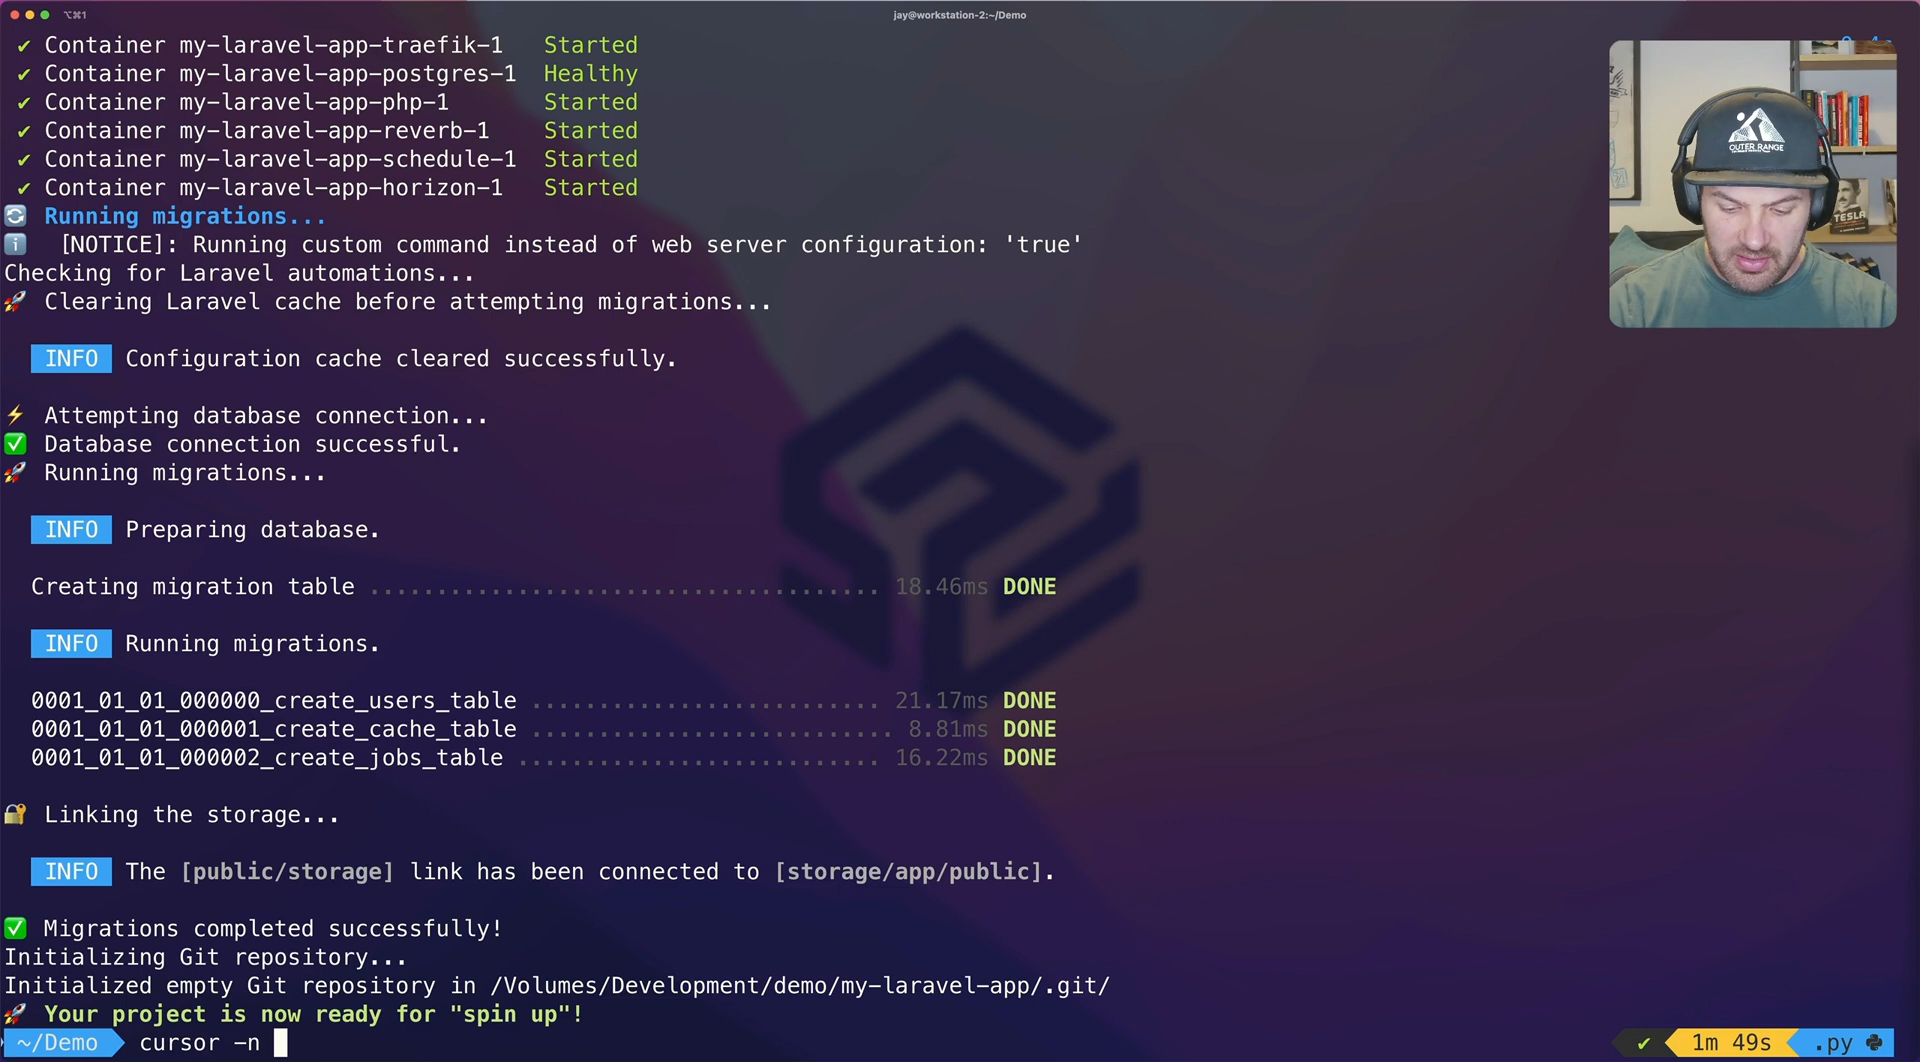 ⌥⌘1
jay@workstation-2:~/Demo
✔ Container my-laravel-app-traefik-1 Started
✔ Container my-laravel-app-postgres-1 Healthy
✔ Container my-laravel-app-php-1 Started
✔ Container my-laravel-app-reverb-1 Started
✔ Container my-laravel-app-schedule-1 Started
✔ Container my-laravel-app-horizon-1 Started
🔄 Running migrations...
ℹ️ [NOTICE]: Running custom command instead of web server configuration: 'true'
Checking for Laravel automations...
🚀 Clearing Laravel cache before attempting migrations...
INFO Configuration cache cleared successfully.
⚡ Attempting database connection...
✅ Database connection successful.
🚀 Running migrations...
INFO Preparing database.
Creating migration table ...................................... 18.46ms DONE
INFO Running migrations.
0001_01_01_000000_create_users_table .......................... 21.17ms DONE
0001_01_01_000001_create_cache_table ........................... 8.81ms DONE
0001_01_01_000002_create_jobs_table ........................... 16.22ms DONE
🔐 Linking the storage...
INFO The [public/storage] link has been connected to [storage/app/public].
✅ Migrations completed successfully!
Initializing Git repository...
Initialized empty Git repository in /Volumes/Development/demo/my-laravel-app/.git/
🚀 Your project is now ready for "spin up"!
~/Demo cursor -n
✔ 1m 49s .py
OUTER RANGE
TESLA